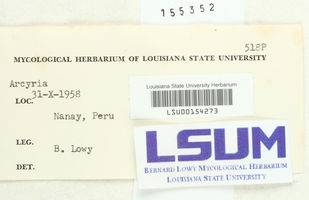 155352
518P
MYCOLOGICAL HERBARIUM OF LOUISIANA STATE UNIVERSITY
Arcyria
31-X-1958
LOC.
Nanay, Peru
LEG.
B. Lowy
DET.
Louisiana State University Herbarium
LSU00154273
LSUM
BERNARD LOWY MYCOLOGICAL HERBARIUM
LOUISIANA STATE UNIVERSITY